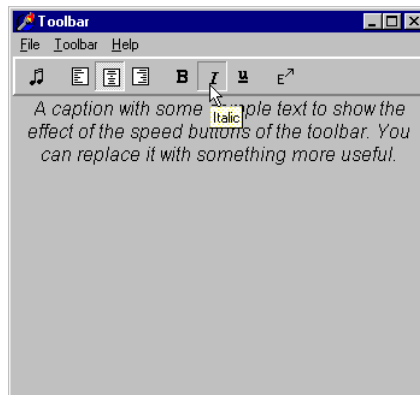 Toolbar
File Toolbar Help
B I u E
A caption with some text to show the
Italic
effect of the speed buttons of the toolbar. You
can replace it with something more useful.